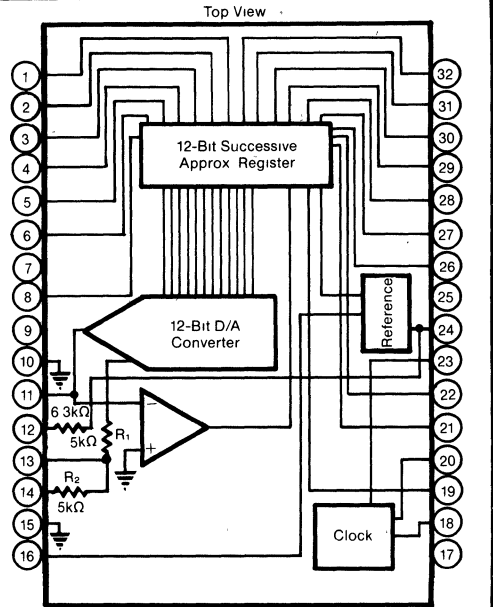 Top View
1
32
2
31
3
30
12-Bit Successive
Approx Register
4
29
5
28
6
27
7
26
8
25
Reference
9
12-Bit D/A
Converter
24
10
23
11
22
6 3kΩ
12
5kΩ
R1
21
13
20
R2
14
5kΩ
19
15
Clock
18
16
17
−
+